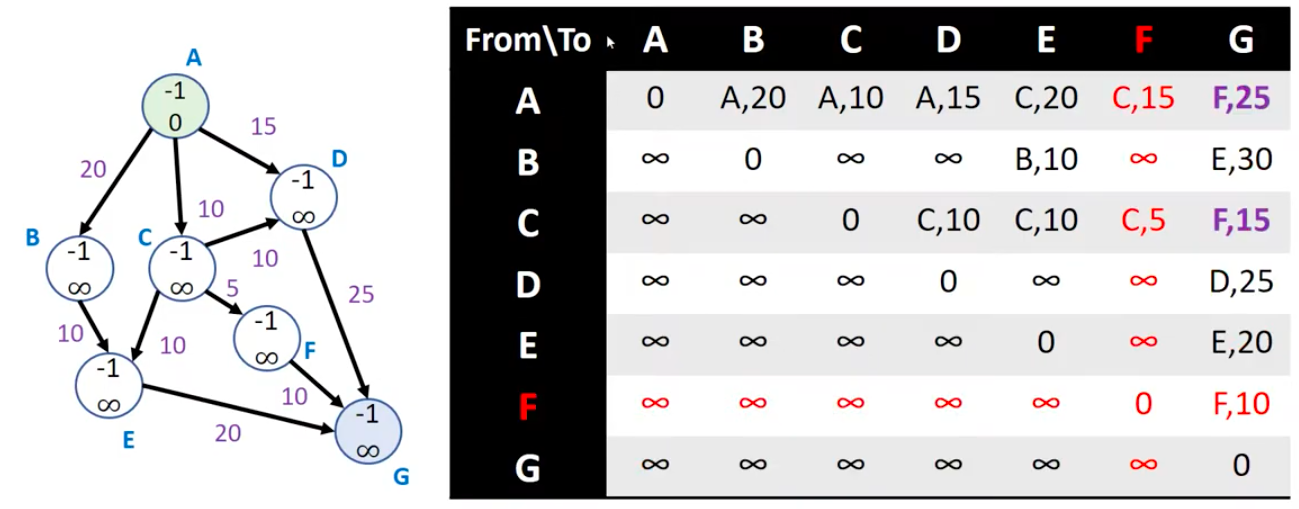 A
-1
0
15
D
20
-1
∞
10
B
C
-1
∞
-1
∞
10
5
25
10
10
-1
∞
F
-1
∞
10
E
20
-1
∞
G
From\To A B C D E F G
A 0 A,20 A,10 A,15 C,20 C,15 F,25
B ∞ 0 ∞ ∞ B,10 ∞ E,30
C ∞ ∞ 0 C,10 C,10 C,5 F,15
D ∞ ∞ ∞ 0 ∞ ∞ D,25
E ∞ ∞ ∞ ∞ 0 ∞ E,20
F ∞ ∞ ∞ ∞ ∞ 0 F,10
G ∞ ∞ ∞ ∞ ∞ ∞ 0